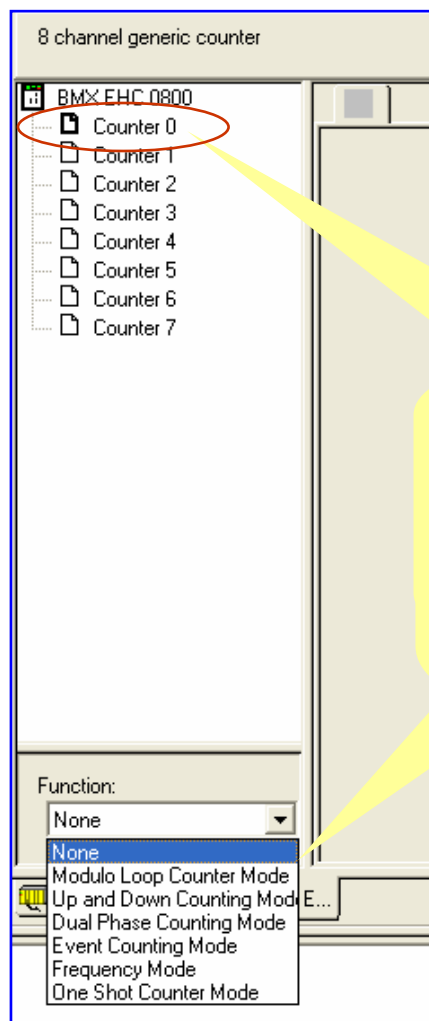 8 channel generic counter
BMX EHC 0800
Counter 0
Counter 1
Counter 2
Counter 3
Counter 4
Counter 5
Counter 6
Counter 7
Function:
None
None
Modulo Loop Counter Mode
Up and Down Counting Mode
E...
Dual Phase Counting Mode
Event Counting Mode
Frequency Mode
One Shot Counter Mode